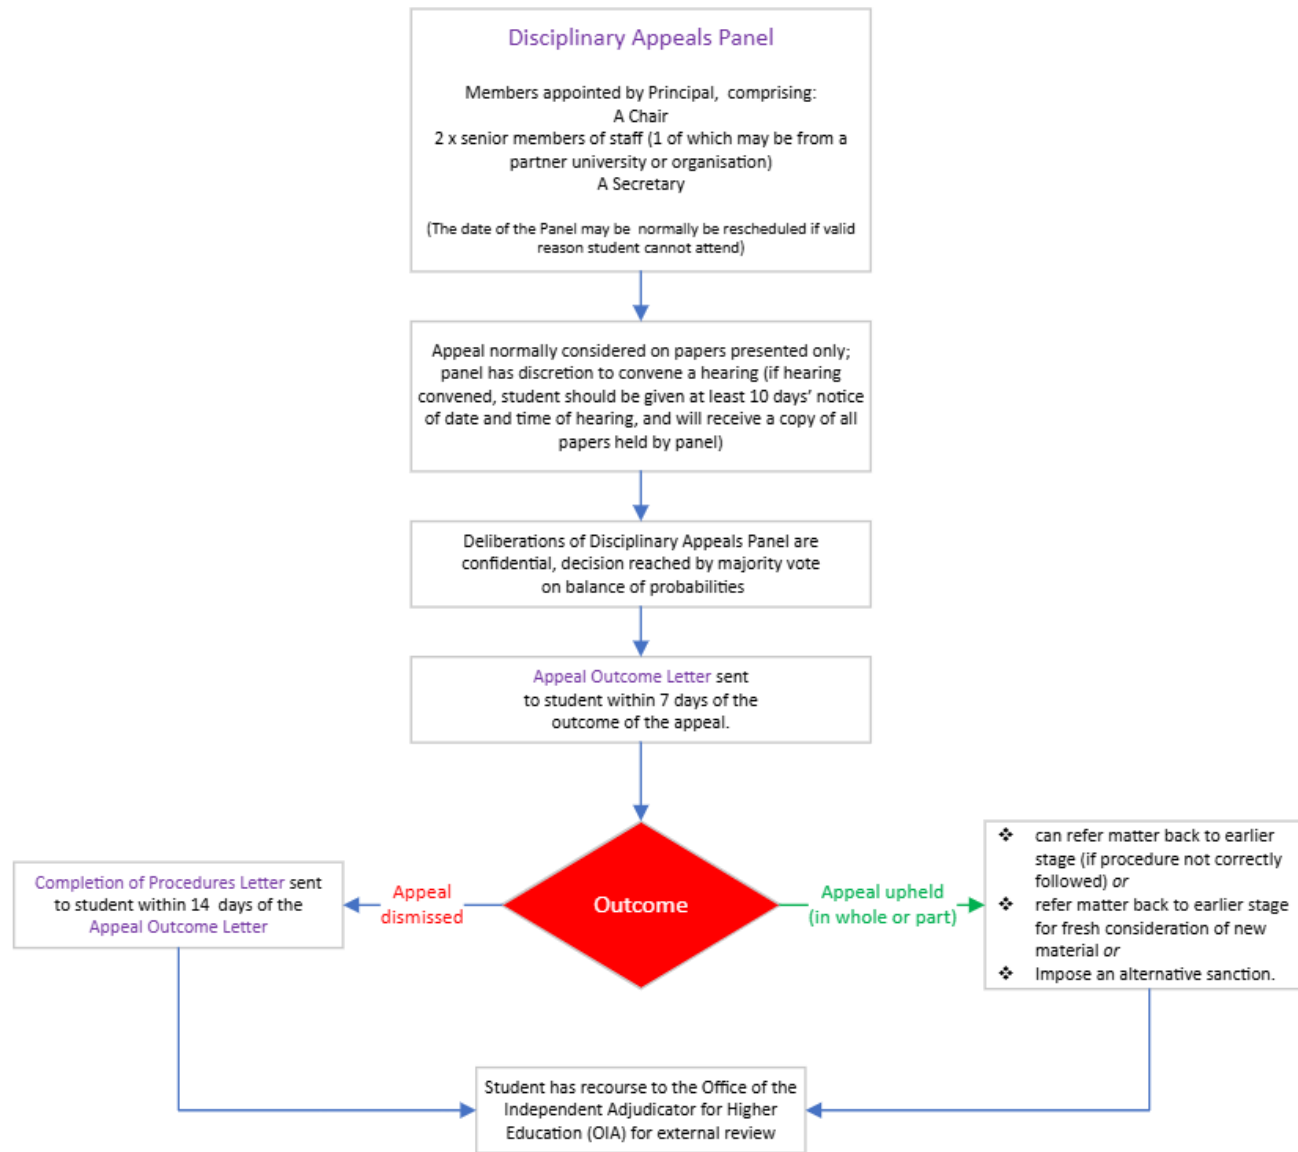 Disciplinary Appeals Panel
Members appointed by Principal, comprising:
A Chair
2 x senior members of staff (1 of which may be from a
partner university or organisation)
A Secretary
(The date of the Panel may be normally be rescheduled if valid
reason student cannot attend)
Appeal normally considered on papers presented only;
panel has discretion to convene a hearing (if hearing
convened, student should be given at least 10 days’ notice
of date and time of hearing, and will receive a copy of all
papers held by panel)
Deliberations of Disciplinary Appeals Panel are
confidential, decision reached by majority vote
on balance of probabilities
Appeal Outcome Letter sent
to student within 7 days of the
outcome of the appeal.
Outcome
Appeal
dismissed
Completion of Procedures Letter sent
to student within 14 days of the
Appeal Outcome Letter
Appeal upheld
(in whole or part)
❖ can refer matter back to earlier
stage (if procedure not correctly
followed) or
❖ refer matter back to earlier stage
for fresh consideration of new
material or
❖ Impose an alternative sanction.
Student has recourse to the Office of the
Independent Adjudicator for Higher
Education (OIA) for external review